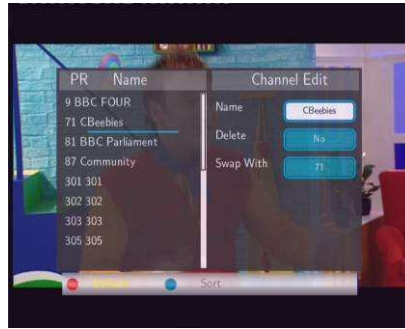 PR Name
Channel Edit
9 BBC FOUR
71 CBeebies
81 BBC Parliament
87 Community
301 301
302 302
303 303
305 305
Name CBeebies
Delete No
Swap With 71
Sort